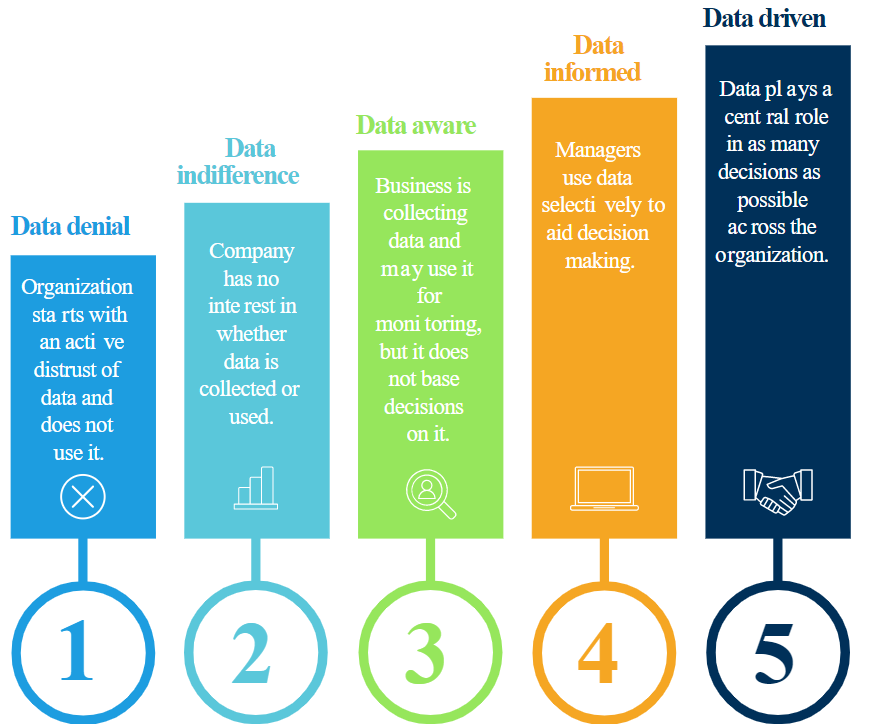 Data denial
Organization
sta rts with
an acti ve
distrust of
data and
does not
use it.
1
Data
indifference
Company
has no
inte rest in
whether
data is
collected or
used.
2
Data aware
Business is
collecting
data and
may use it
for
moni toring,
but it does
not base
decisions
on it.
3
Data
informed
Managers
use data
selecti vely to
aid decision
making.
4
Data driven
Data pl ays a
cent ral role
in as many
decisions as
possible
ac ross the
organization.
5